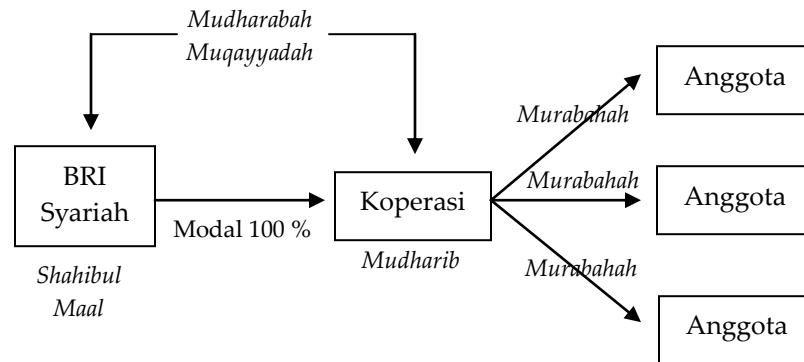 Mudharabah
Muqayyadah
Anggota
Murabahah
BRI
Syariah
Modal 100 %
Koperasi
Murabahah
Anggota
Shahibul
Maal
Mudharib
Murabahah
Anggota